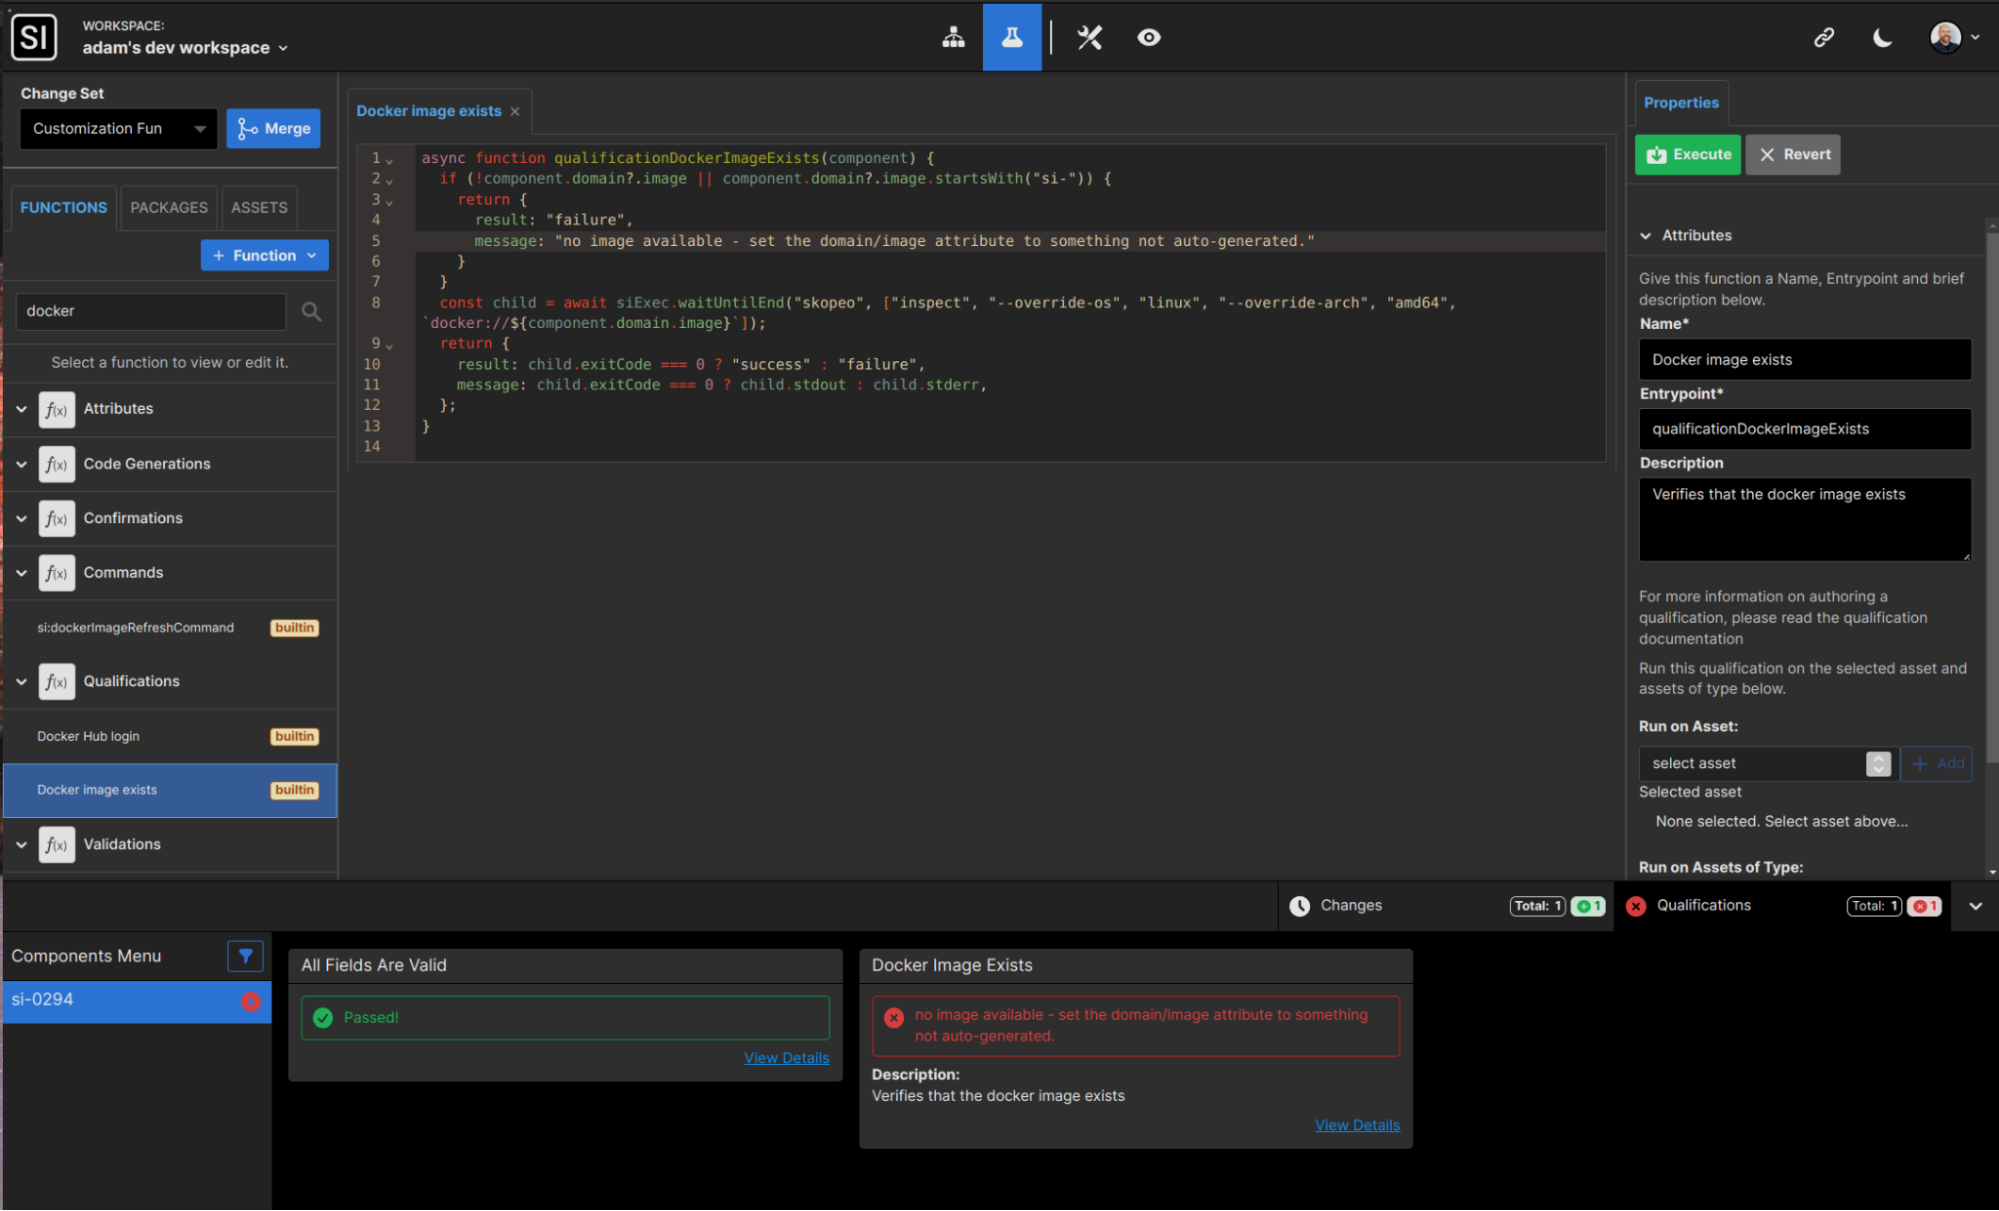 SI
WORKSPACE:
adam's dev workspace
Change Set
Customization Fun
Merge
FUNCTIONS
PACKAGES
ASSETS
+ Function
docker
Select a function to view or edit it.
f(x) Attributes
f(x) Code Generations
f(x) Confirmations
f(x) Commands
si:dockerImageRefreshCommand builtin
f(x) Qualifications
Docker Hub login builtin
Docker image exists builtin
f(x) Validations
Docker image exists ×
1 async function qualificationDockerImageExists(component) {
2 if (!component.domain?.image || component.domain?.image.startsWith("si-")) {
3 return {
4 result: "failure",
5 message: "no image available - set the domain/image attribute to something not auto-generated."
6 }
7 }
8 const child = await siExec.waitUntilEnd("skopeo", ["inspect", "--override-os", "linux", "--override-arch", "amd64",
`docker://${component.domain.image}`]);
9 return {
10 result: child.exitCode === 0 ? "success" : "failure",
11 message: child.exitCode === 0 ? child.stdout : child.stderr,
12 };
13 }
14
Properties
Execute
Revert
Attributes
Give this function a Name, Entrypoint and brief
description below.
Name*
Docker image exists
Entrypoint*
qualificationDockerImageExists
Description
Verifies that the docker image exists
For more information on authoring a
qualification, please read the qualification
documentation
Run this qualification on the selected asset and
assets of type below.
Run on Asset:
select asset
+ Add
Selected asset
None selected. Select asset above...
Run on Assets of Type:
Changes
Total: 1
1
Qualifications
Total: 1
1
Components Menu
si-0294
All Fields Are Valid
Passed!
View Details
Docker Image Exists
no image available - set the domain/image attribute to something
not auto-generated.
Description:
Verifies that the docker image exists
View Details